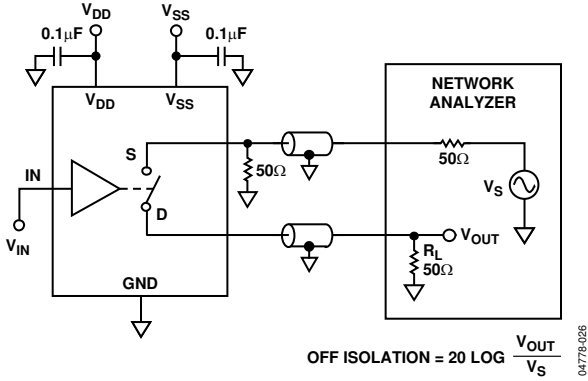 VDD
VSS
0.1µF
0.1µF
VDD
VSS
NETWORK
ANALYZER
S
50Ω
50Ω
IN
VS
D
VOUT
VIN
RL
50Ω
GND
OFF ISOLATION = 20 LOG VOUT
VS
04778-026